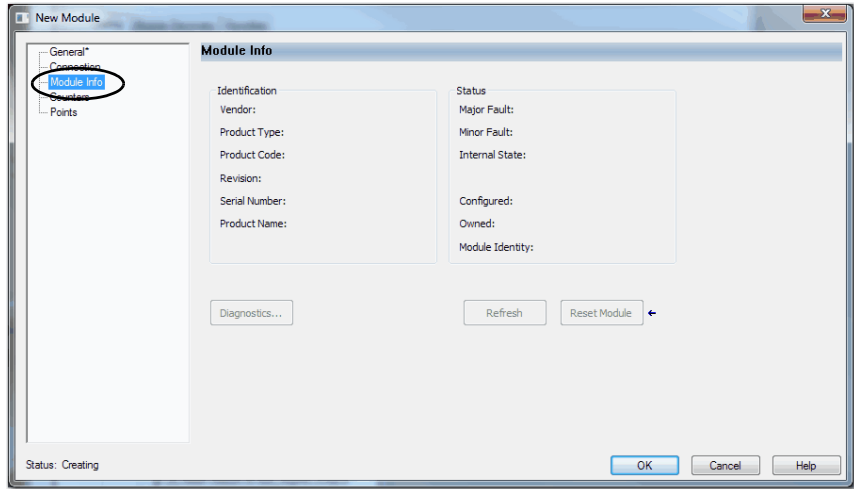 New Module
General*
Connection
Module Info
Counters
Points
Module Info
Identification
Vendor:
Product Type:
Product Code:
Revision:
Serial Number:
Product Name:
Status
Major Fault:
Minor Fault:
Internal State:
Configured:
Owned:
Module Identity:
Diagnostics...
Refresh
Reset Module
Status: Creating
OK
Cancel
Help